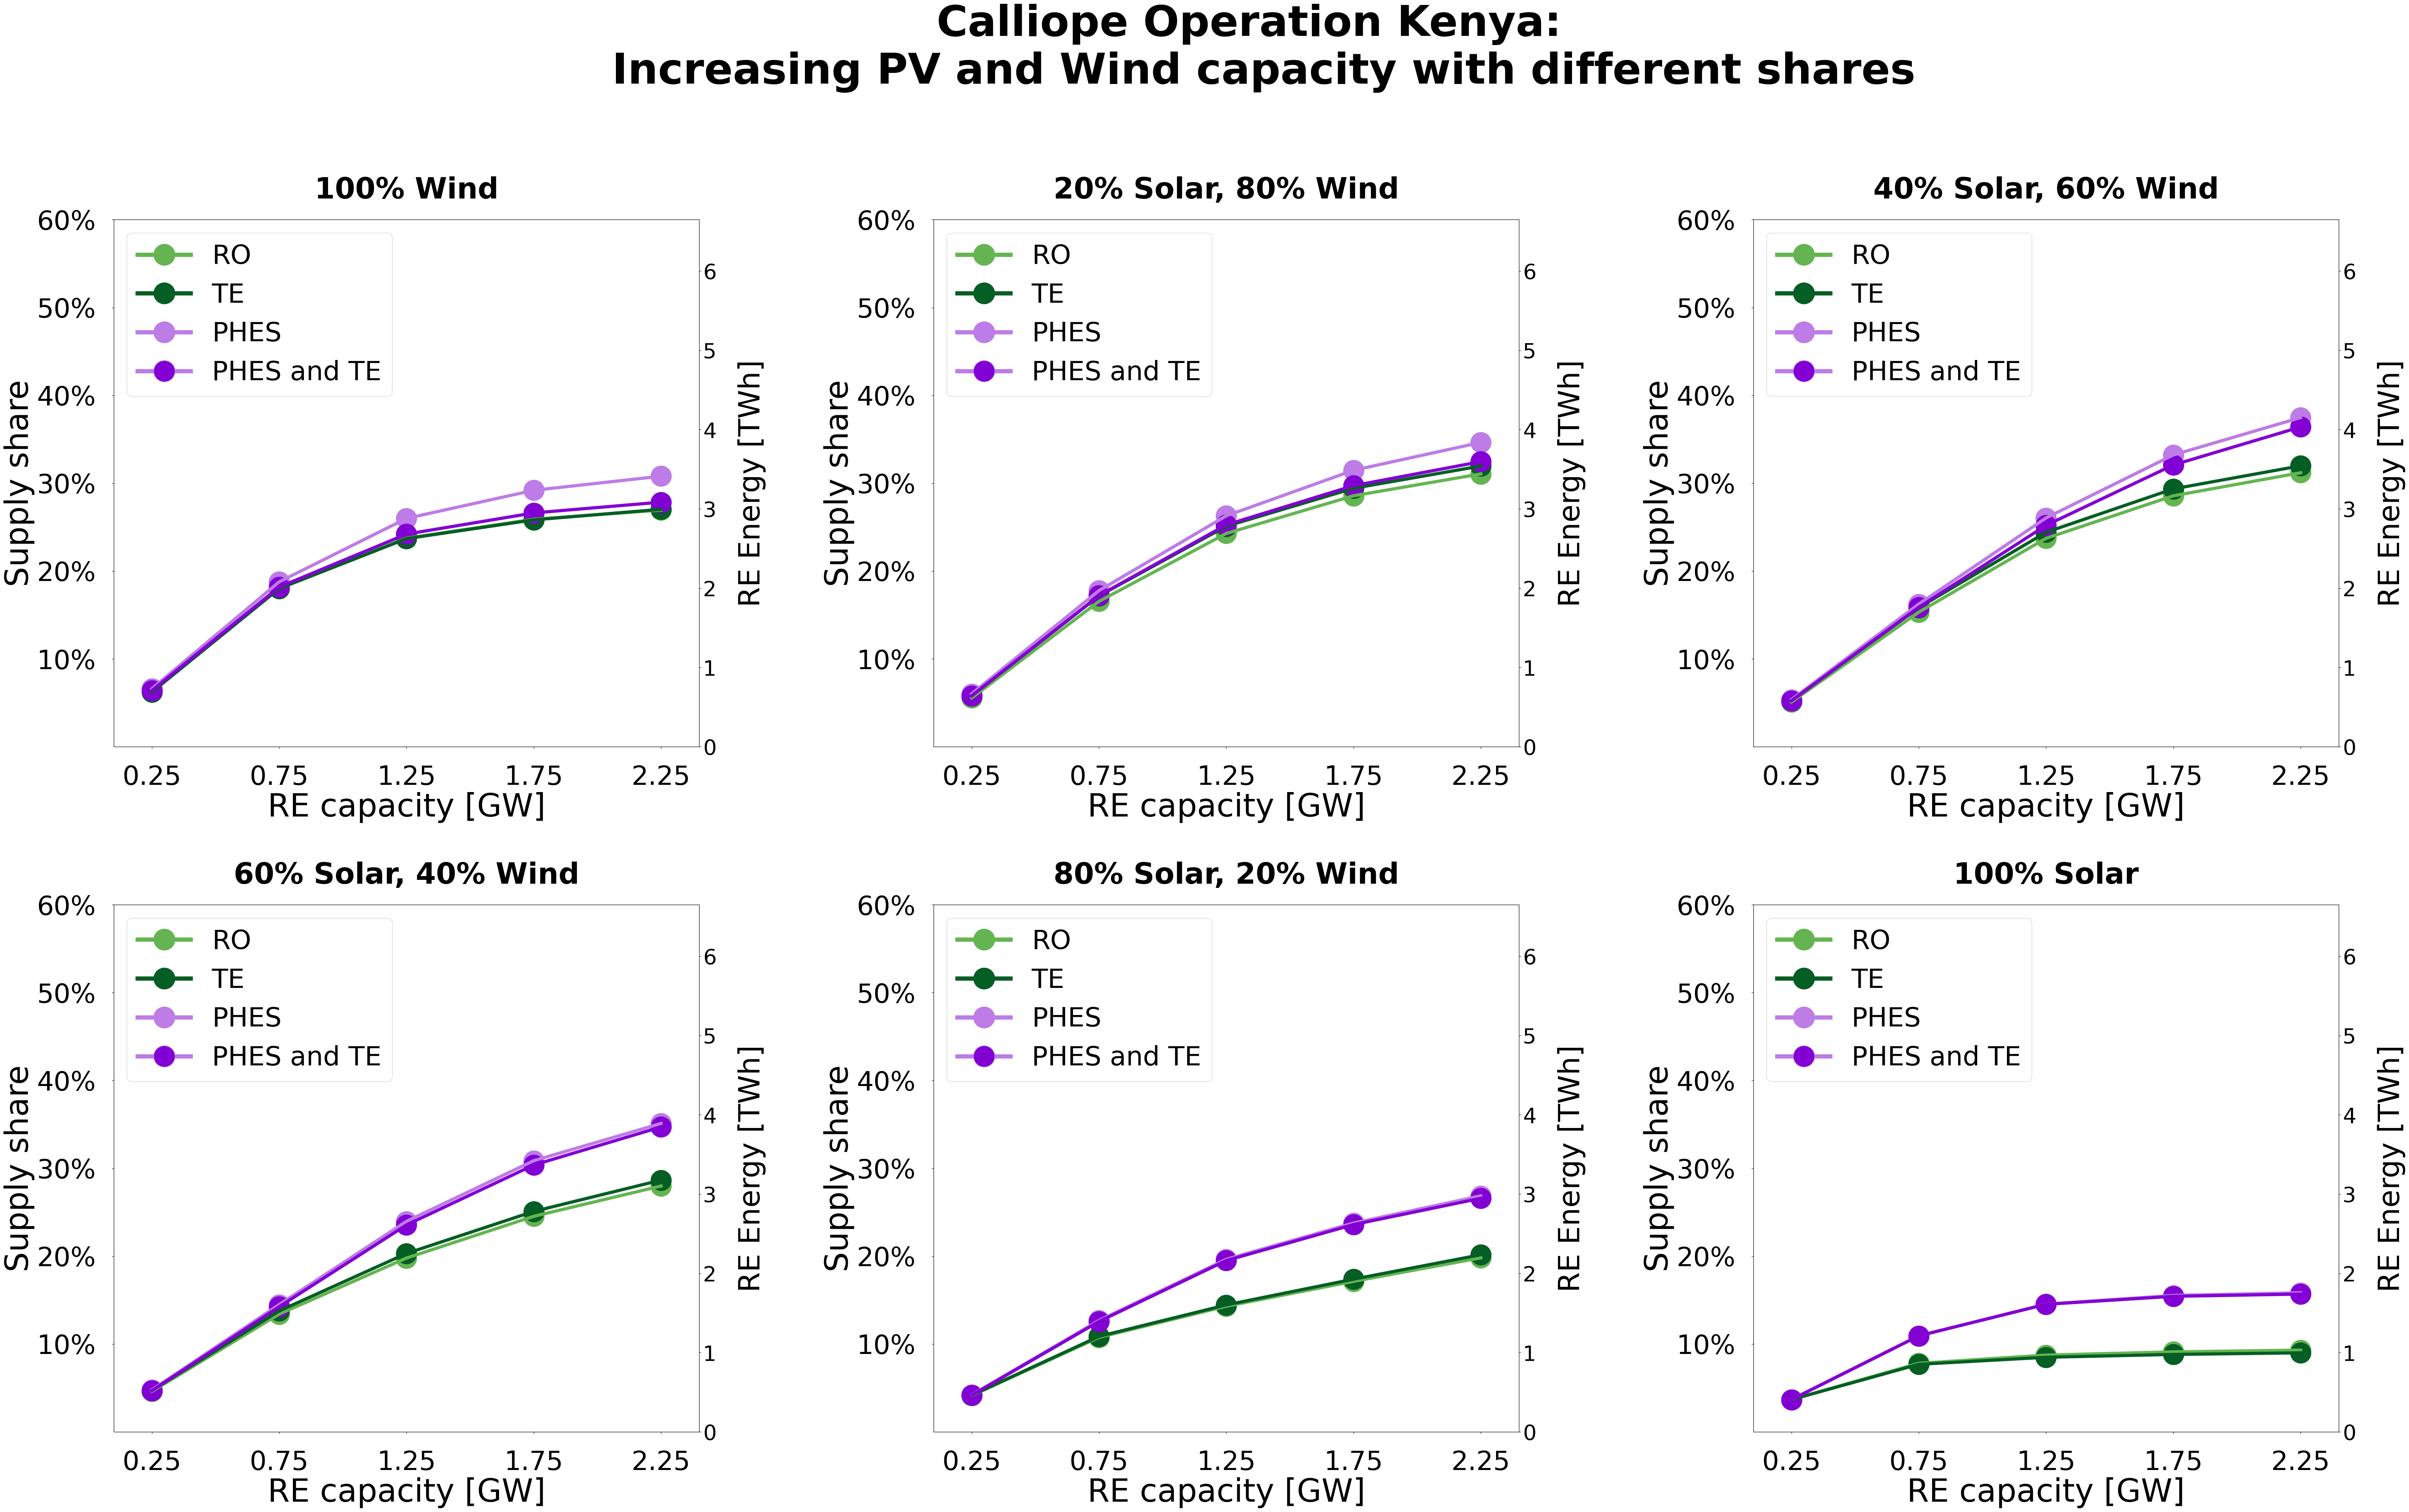 Calliope Operation Kenya:
Increasing PV and Wind capacity with different shares
100% Wind
60%
50%
40%
30%
20%
10%
Supply share
RO
TE
PHES
PHES and TE
6
5
4
3
2
1
0
RE Energy [TWh]
0.25 0.75 1.25 1.75 2.25
RE capacity [GW]
20% Solar, 80% Wind
60%
50%
40%
30%
20%
10%
Supply share
RO
TE
PHES
PHES and TE
6
5
4
3
2
1
0
RE Energy [TWh]
0.25 0.75 1.25 1.75 2.25
RE capacity [GW]
40% Solar, 60% Wind
60%
50%
40%
30%
20%
10%
Supply share
RO
TE
PHES
PHES and TE
6
5
4
3
2
1
0
RE Energy [TWh]
0.25 0.75 1.25 1.75 2.25
RE capacity [GW]
60% Solar, 40% Wind
60%
50%
40%
30%
20%
10%
Supply share
RO
TE
PHES
PHES and TE
6
5
4
3
2
1
0
RE Energy [TWh]
0.25 0.75 1.25 1.75 2.25
RE capacity [GW]
80% Solar, 20% Wind
60%
50%
40%
30%
20%
10%
Supply share
RO
TE
PHES
PHES and TE
6
5
4
3
2
1
0
RE Energy [TWh]
0.25 0.75 1.25 1.75 2.25
RE capacity [GW]
100% Solar
60%
50%
40%
30%
20%
10%
Supply share
RO
TE
PHES
PHES and TE
6
5
4
3
2
1
0
RE Energy [TWh]
0.25 0.75 1.25 1.75 2.25
RE capacity [GW]